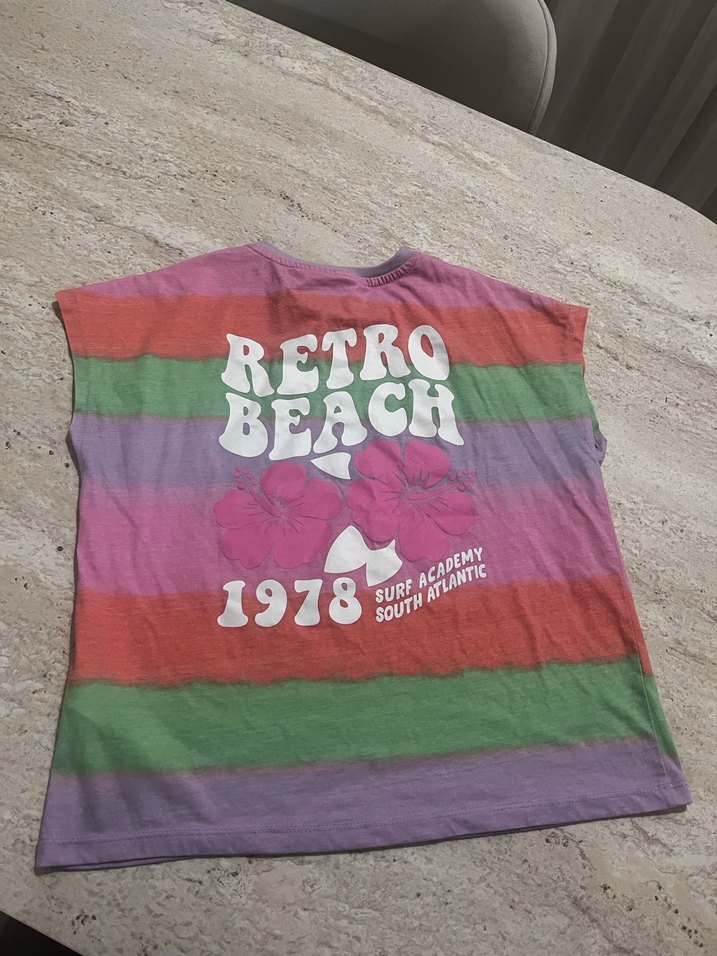 RETRO
BEACH
1978
SURF ACADEMY
SOUTH ATLANTIC